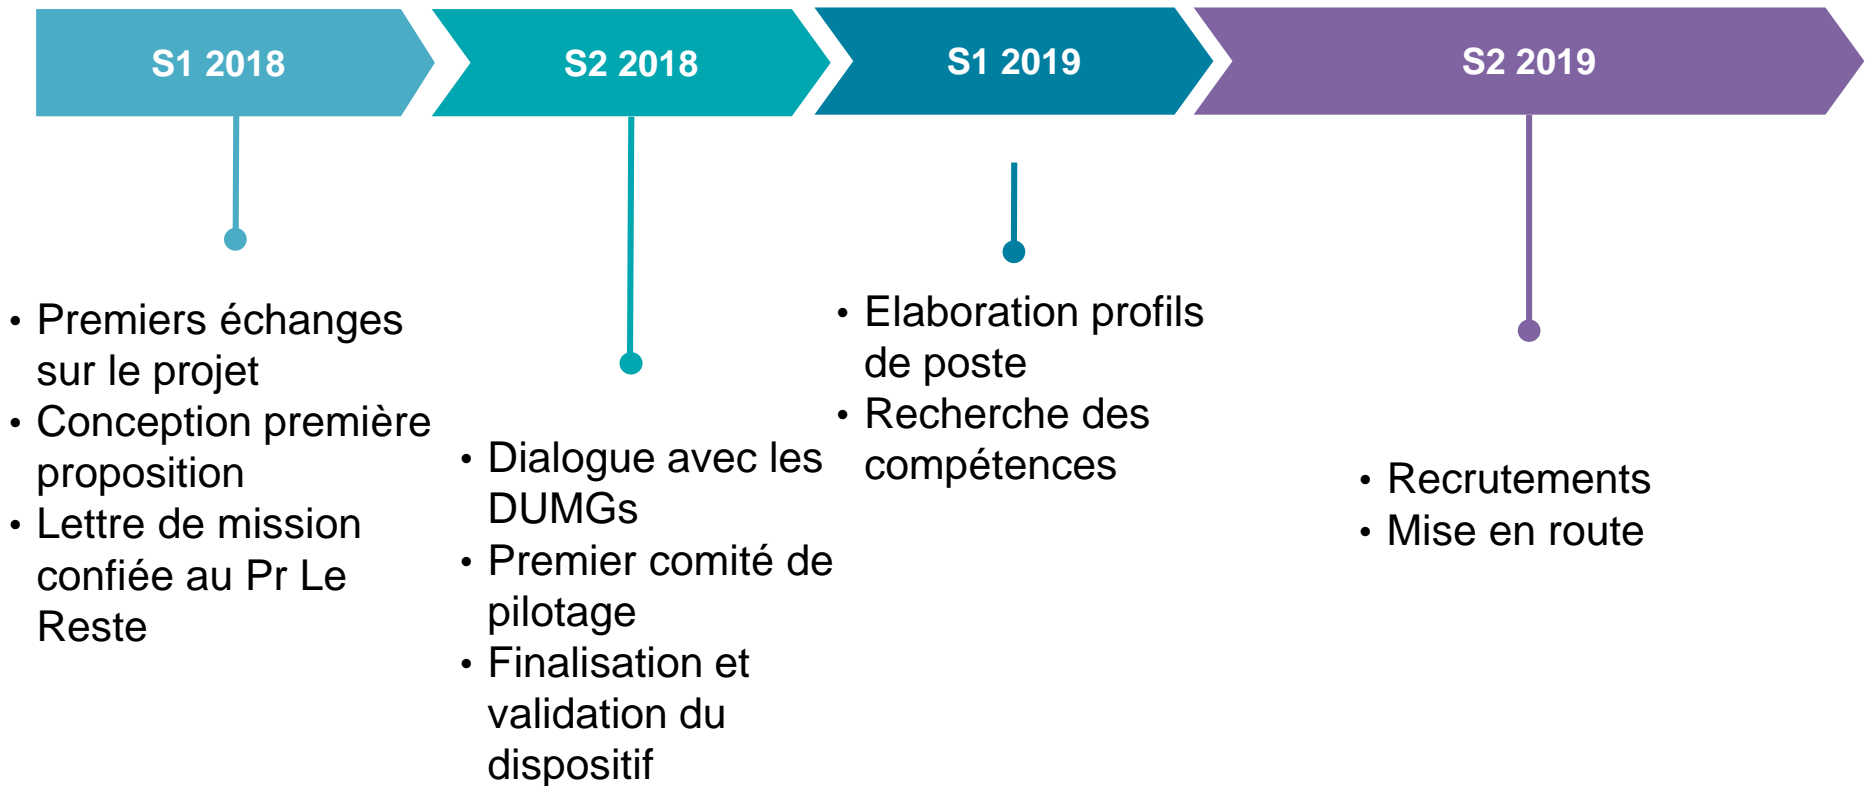 S1 2018
S2 2018
S1 2019
S2 2019
• Premiers échanges
sur le projet
• Conception première
proposition
• Lettre de mission
confiée au Pr Le
Reste
• Dialogue avec les
DUMGs
• Premier comité de
pilotage
• Finalisation et
validation du
dispositif
• Elaboration profils
de poste
• Recherche des
compétences
• Recrutements
• Mise en route